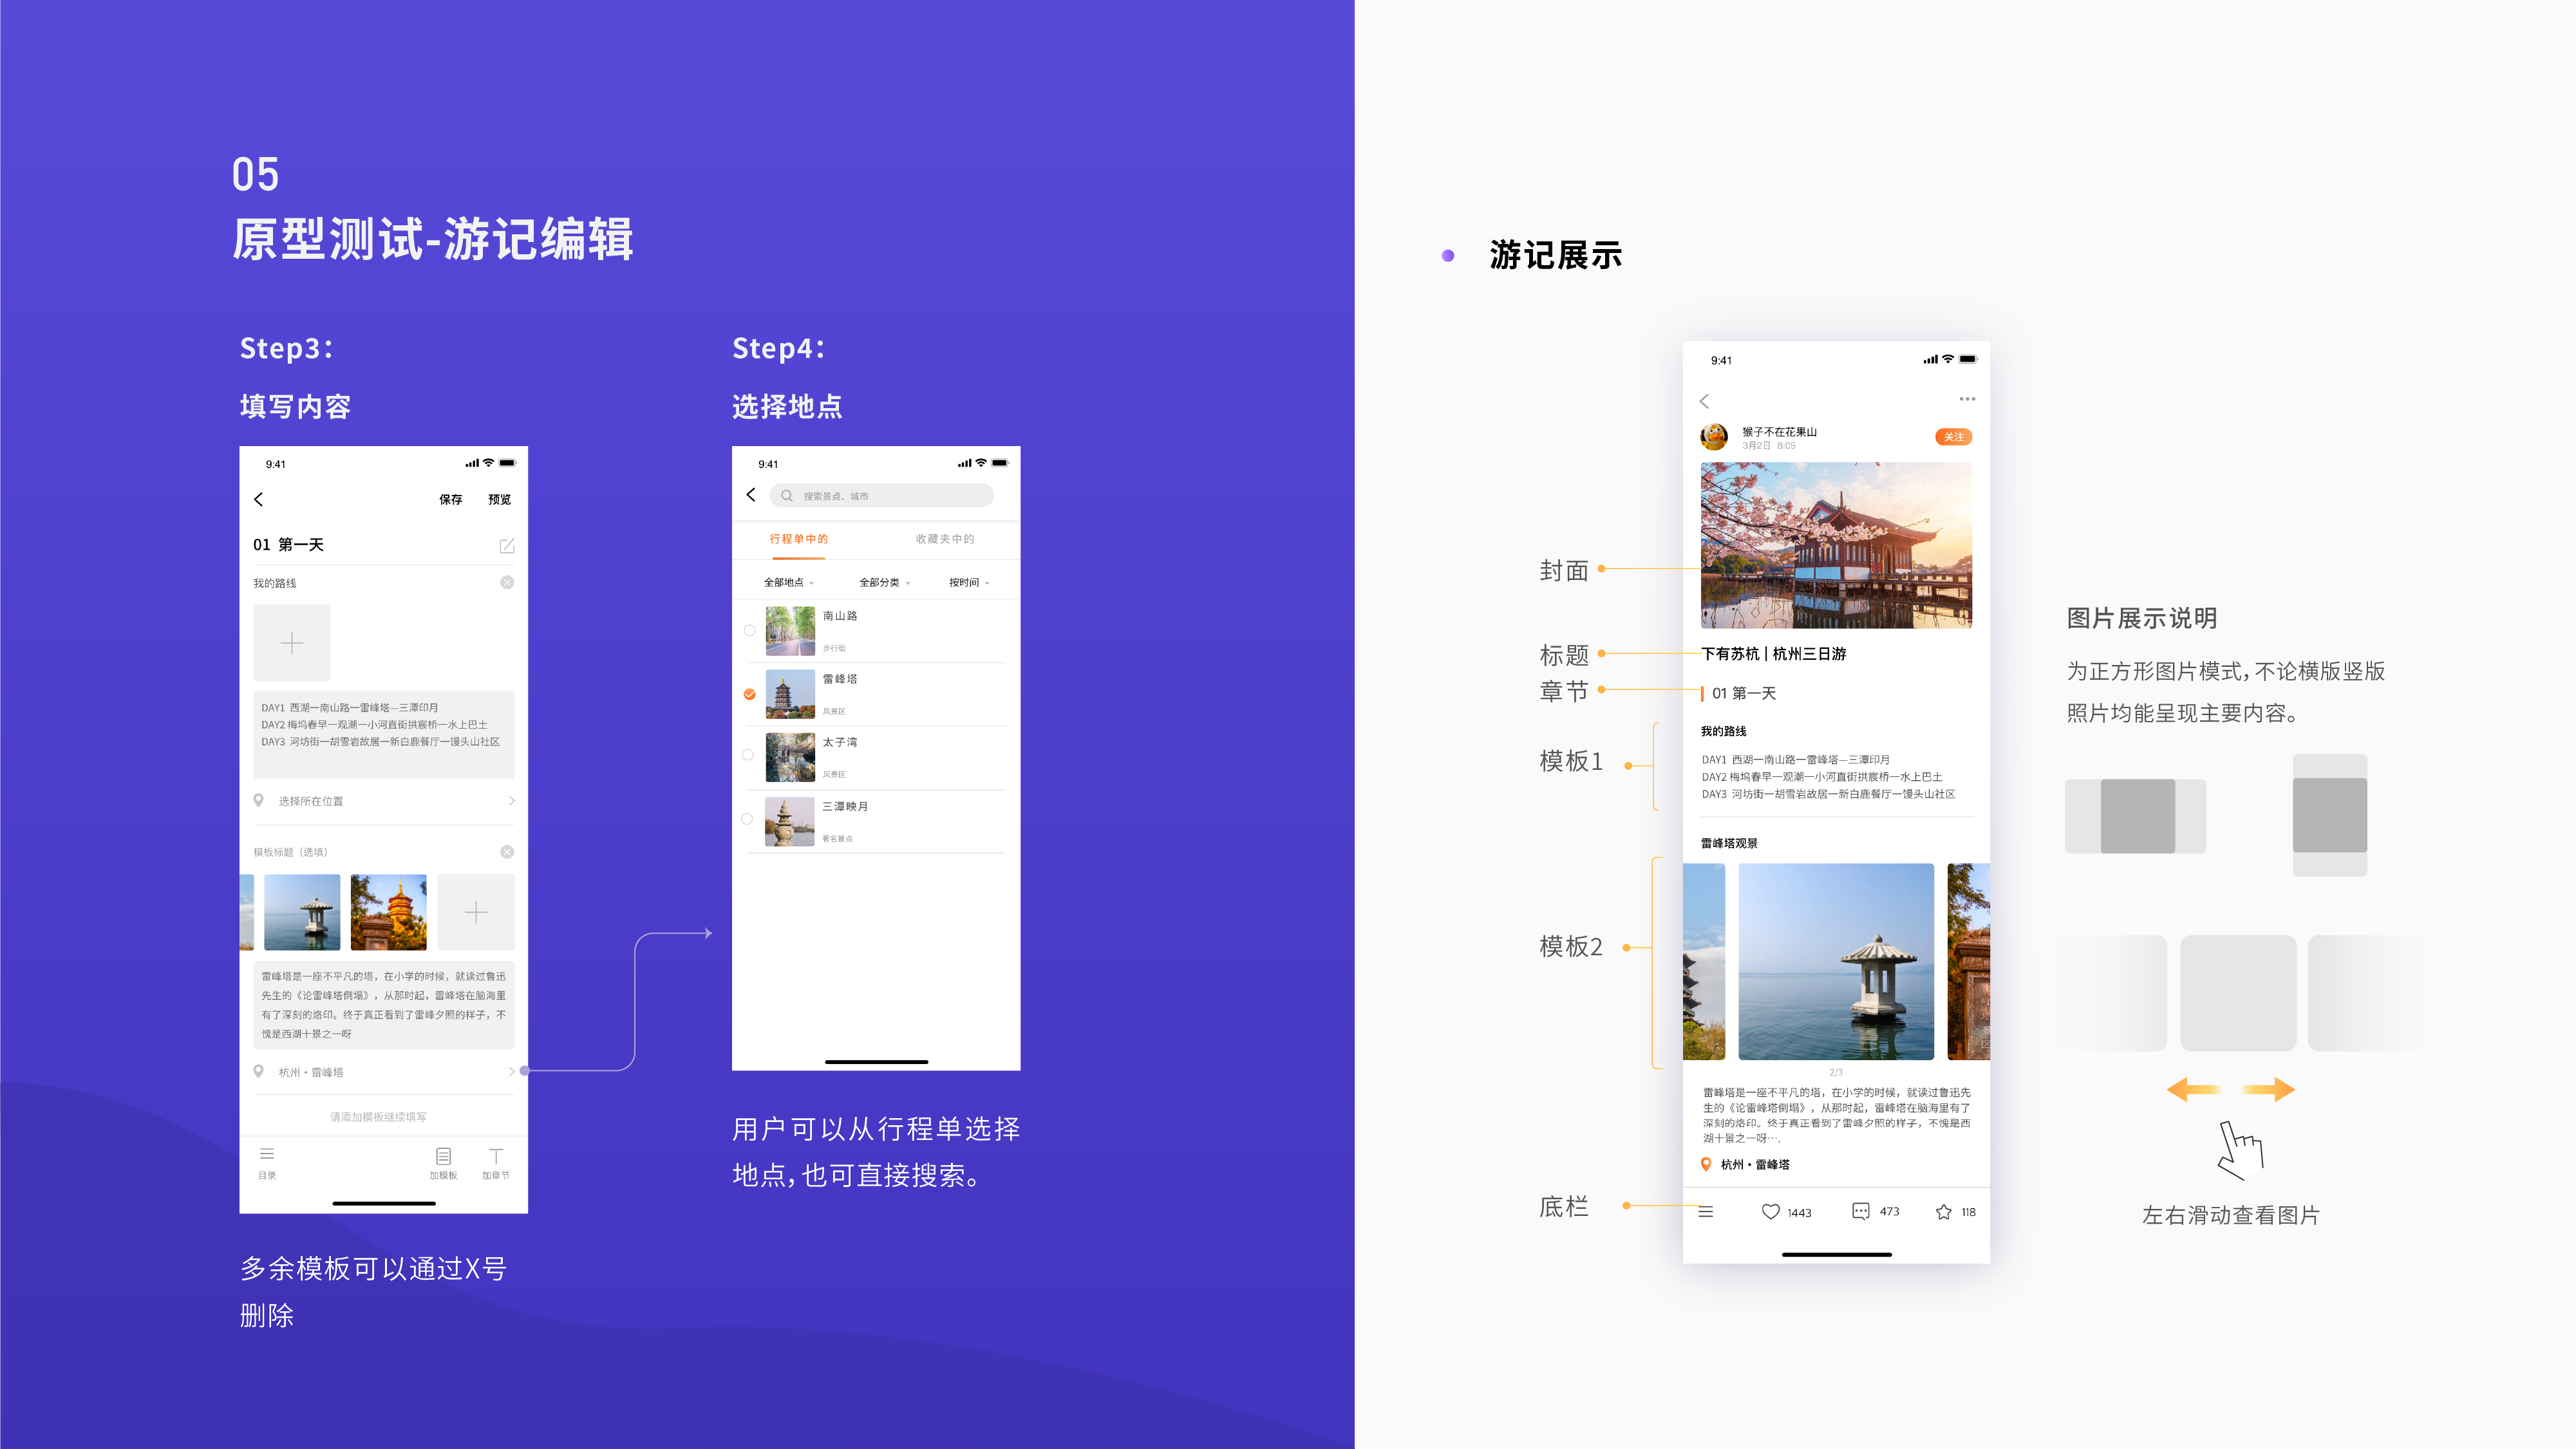 05
原型测试-游记编辑
Step3：
填写内容
9:41
保存 预览
01 第一天
我的路线
DAY1 西湖—南山路—雷峰塔—三潭印月
DAY2 梅坞春早—观潮—小河直街拱宸桥—水上巴士
DAY3 河坊街—胡雪岩故居—新白鹿餐厅—馒头山社区
选择所在位置
模板标题（选填）
雷峰塔是一座不平凡的塔，在小学的时候，就读过鲁迅
先生的《论雷峰塔倒塌》，从那时起，雷峰塔在脑海里
有了深刻的烙印。终于真正看到了雷峰夕照的样子，不
愧是西湖十景之一呀
杭州・雷峰塔
请添加模板继续填写
目录 加模板 加章节
多余模板可以通过X号
删除
Step4：
选择地点
9:41
搜索景点、城市
行程单中的 收藏夹中的
全部地点 全部分类 按时间
南山路
步行街
雷峰塔
风景区
太子湾
风景区
三潭映月
著名景点
用户可以从行程单选择
地点，也可直接搜索。
游记展示
封面
标题
章节
模板1
模板2
底栏
9:41
猴子不在花果山
3月2日 8:05
关注
下有苏杭 | 杭州三日游
01 第一天
我的路线
DAY1 西湖—南山路—雷峰塔—三潭印月
DAY2 梅坞春早—观潮—小河直街拱宸桥—水上巴士
DAY3 河坊街—胡雪岩故居—新白鹿餐厅—馒头山社区
雷峰塔观景
2/3
雷峰塔是一座不平凡的塔，在小学的时候，就读过鲁迅先
生的《论雷峰塔倒塌》，从那时起，雷峰塔在脑海里有了
深刻的烙印。终于真正看到了雷峰夕照的样子，不愧是西
湖十景之一呀….
杭州・雷峰塔
1443 473 118
图片展示说明
为正方形图片模式，不论横版竖版
照片均能呈现主要内容。
左右滑动查看图片